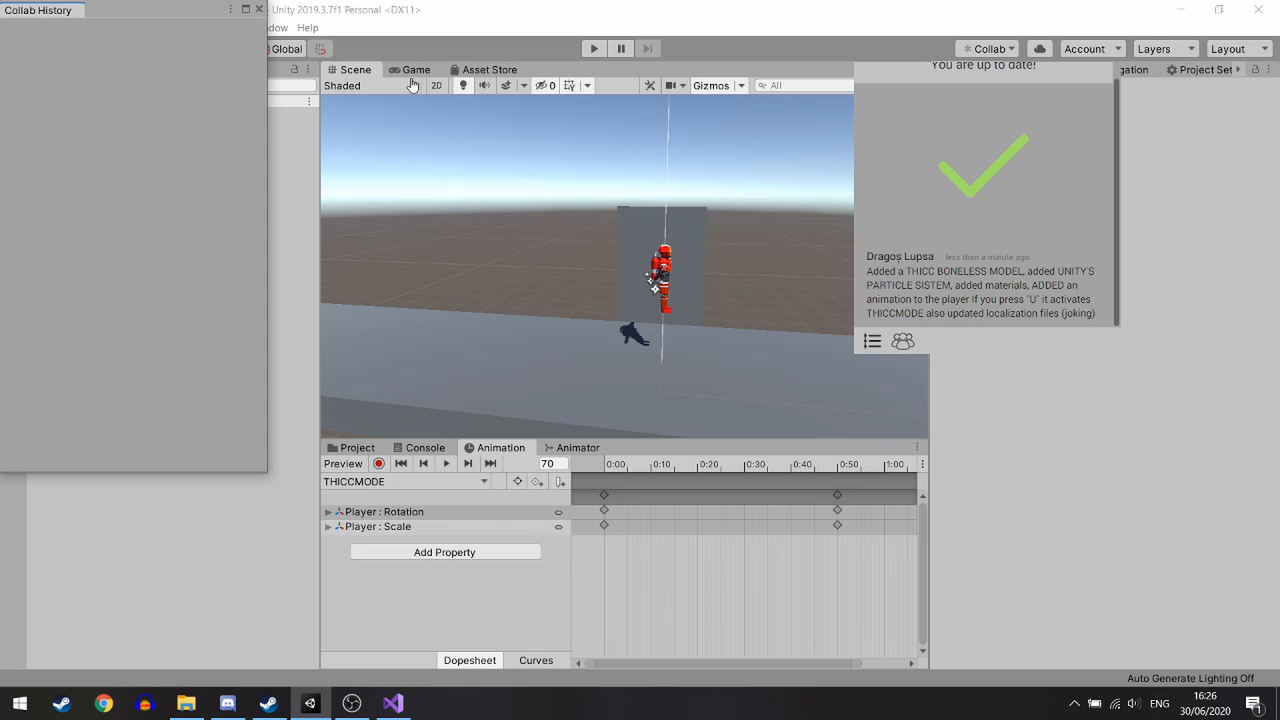 Collab History
Unity 2019.3.7f1 Personal <DX11>
dow Help
Global
Collab
Account
Layers
Layout
Scene
Game
Asset Store
gation
Project Set
Shaded
2D
0
Gizmos
All
You are up to date!
Dragoș Lupsa less than a minute ago
Added a THICC BONELESS MODEL, added UNITY'S
PARTICLE SISTEM, added materials, ADDED an
animation to the player If you press "U" it activates
THICCMODE also updated localization files (joking)
Project
Console
Animation
Animator
Preview
70
0:00
0:10
0:20
0:30
0:40
0:50
1:00
THICCMODE
Player : Rotation
Player : Scale
Add Property
Dopesheet
Curves
Auto Generate Lighting Off
ENG
16:26
30/06/2020
1